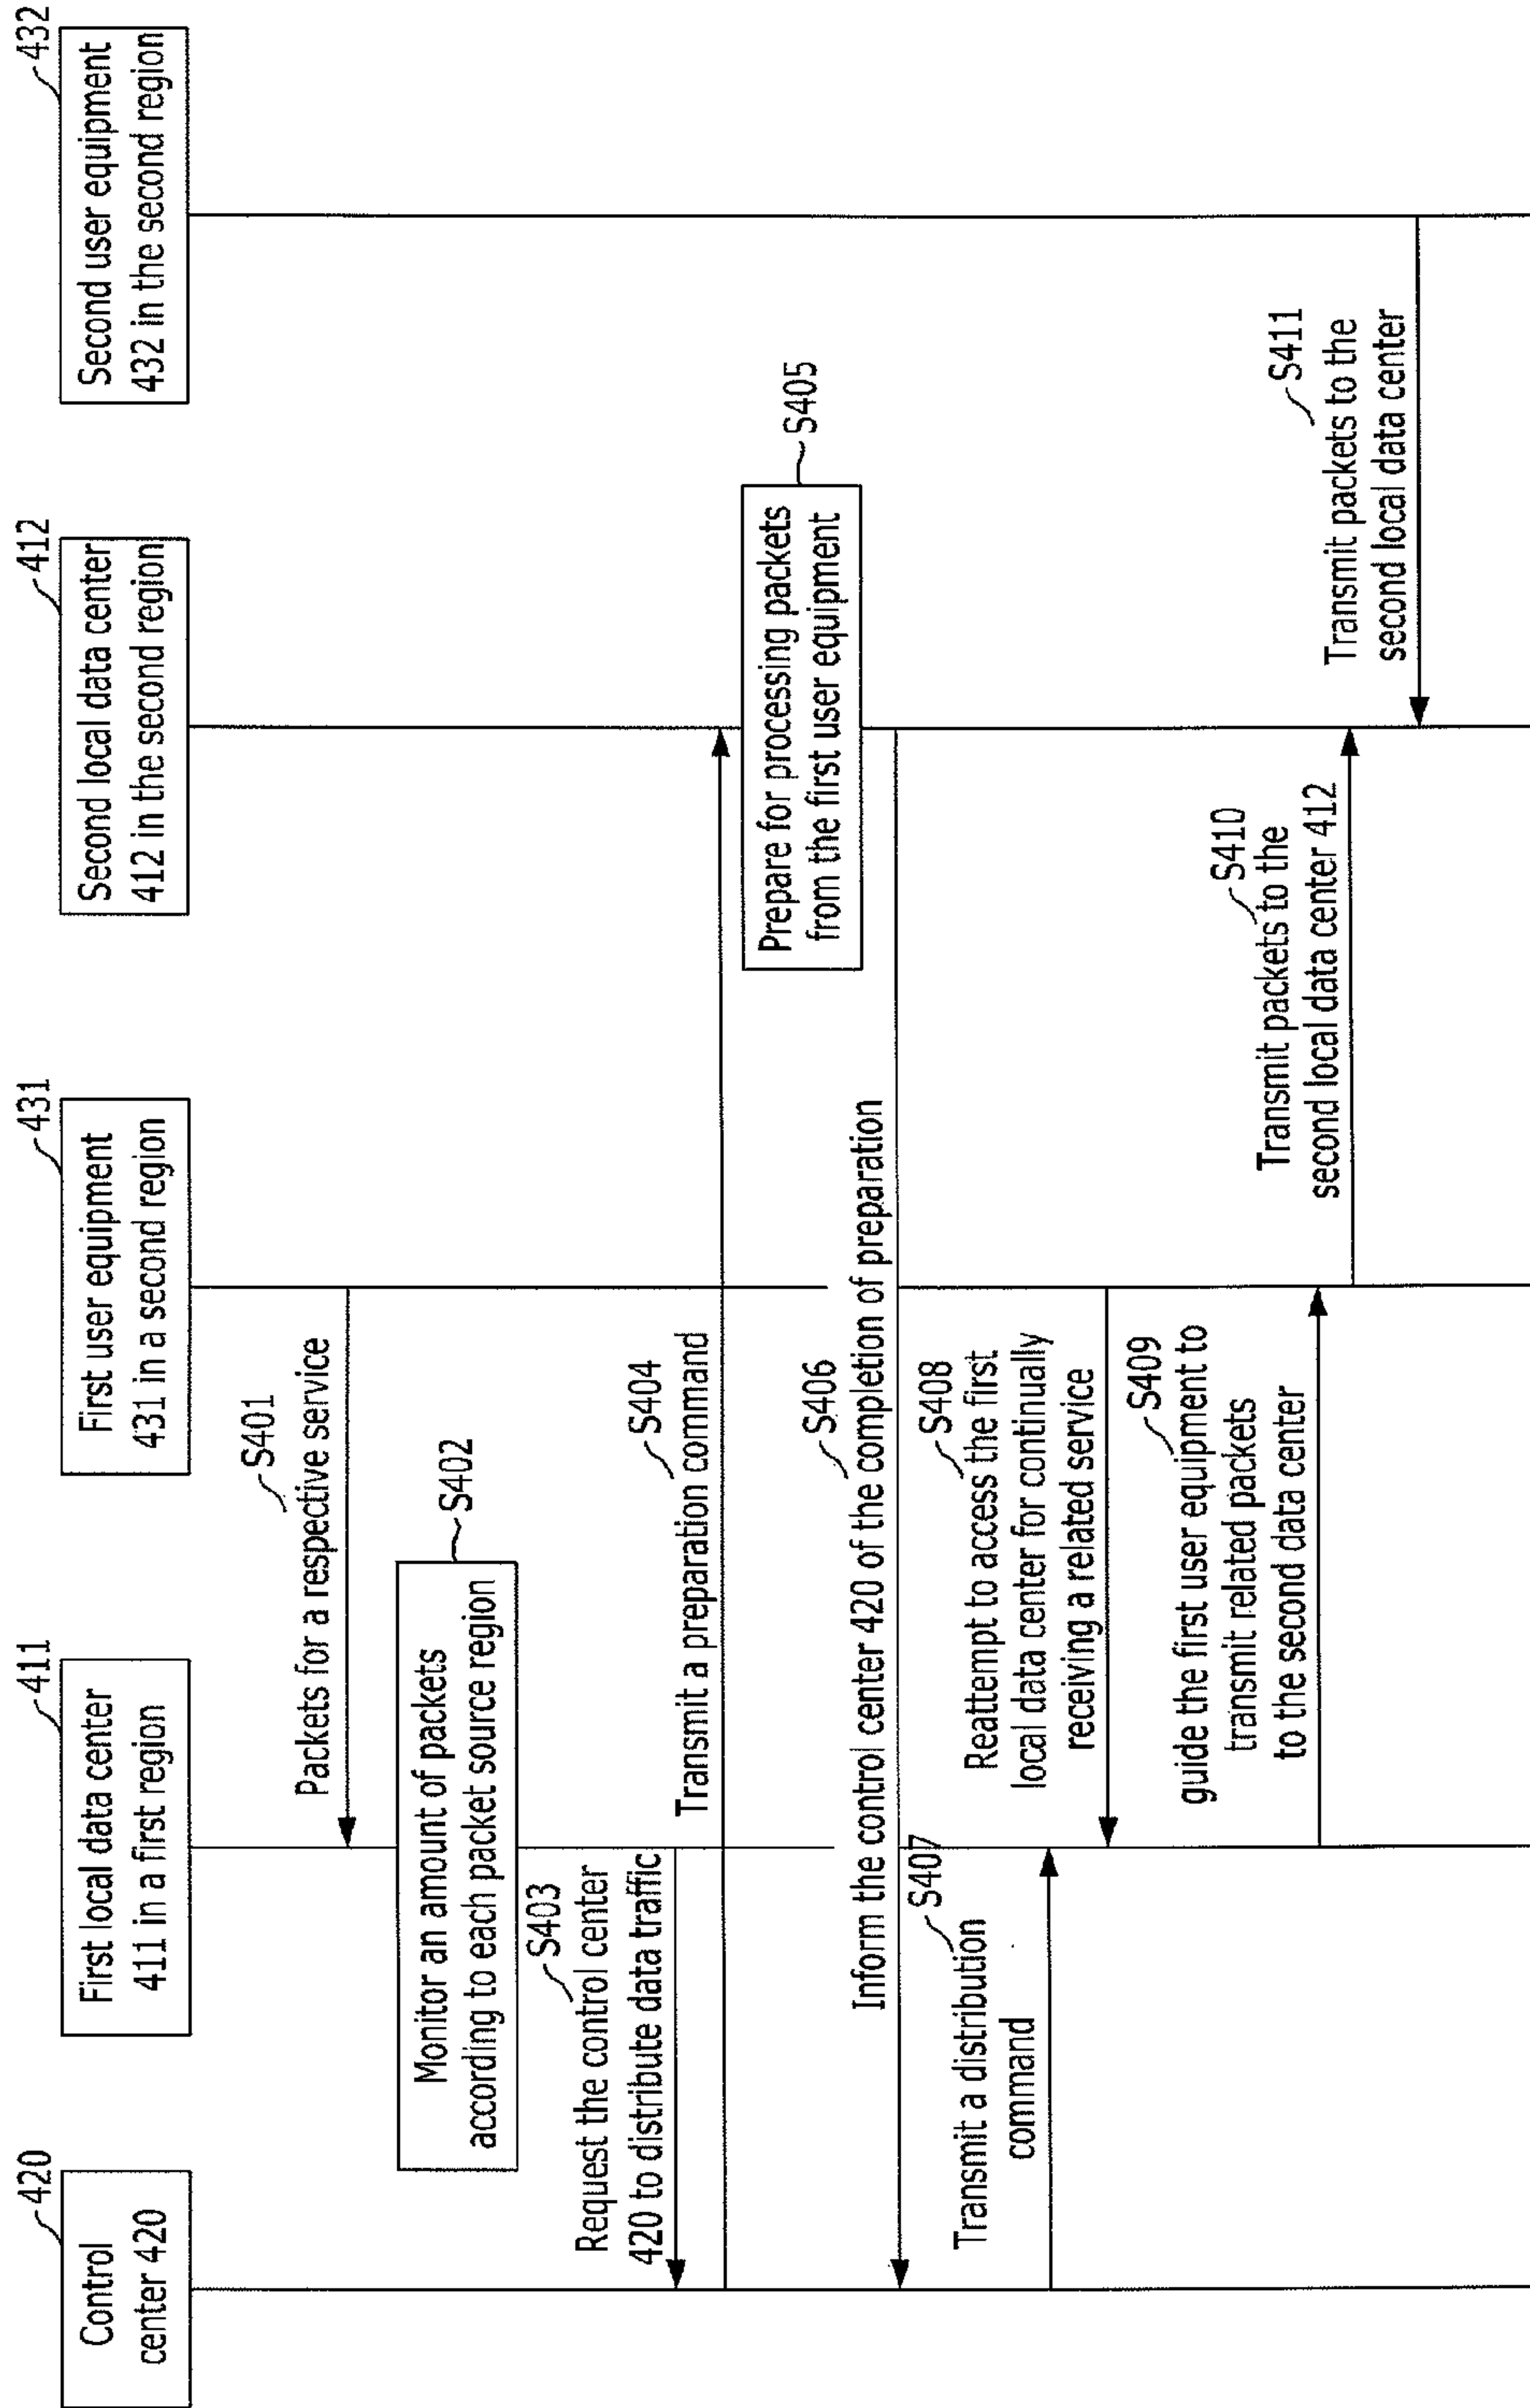 420
Control
center 420
411
First local data center
411 in a first region
431
First user equipment
431 in a second region
412
Second local data center
412 in the second region
432
Second user equipment
432 in the second region
S401
Packets for a respective service
S402
Monitor an amount of packets
according to each packet source region
S403
Request the control center
420 to distribute data traffic
S404
Transmit a preparation command
S405
Prepare for processing packets
from the first user equipment
S406
Inform the control center 420 of the completion of preparation
S407
Transmit a distribution
command
S408
Reattempt to access the first
local data center for continually
receiving a related service
S409
guide the first user equipment to
transmit related packets
to the second data center
S410
Transmit packets to the
second local data center 412
S411
Transmit packets to the
second local data center